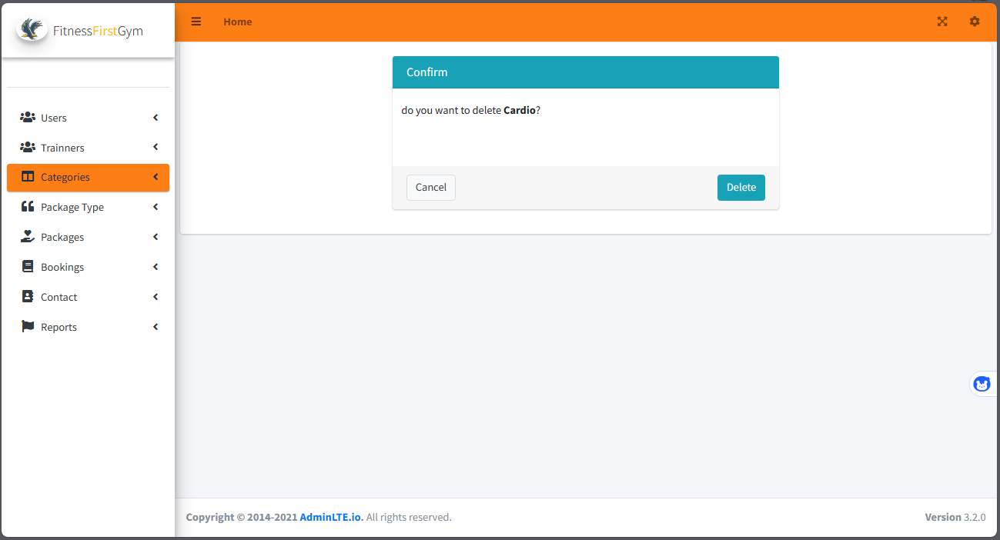 FitnessFirstGym
Home
Confirm
do you want to delete Cardio?
Cancel
Delete
Users
Trainners
Categories
Package Type
Packages
Bookings
Contact
Reports
Copyright © 2014-2021 AdminLTE.io. All rights reserved.
Version 3.2.0